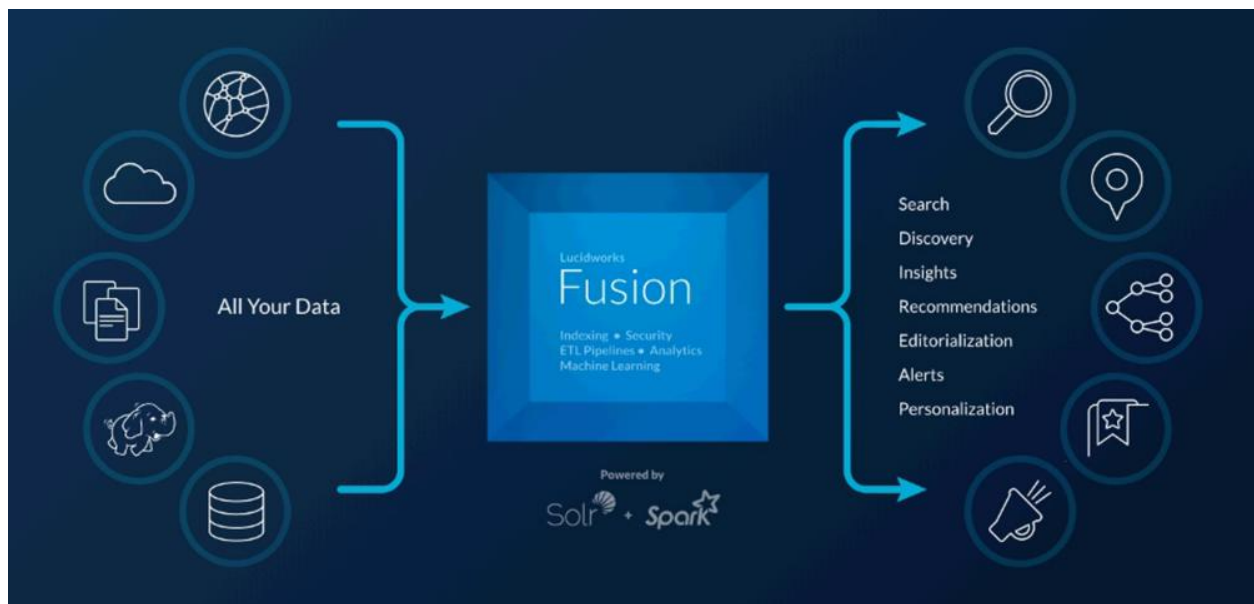 All Your Data
Lucidworks
Fusion
Indexing • Security
ETL Pipelines • Analytics
Machine Learning
Powered by
Solr + Spark
Search
Discovery
Insights
Recommendations
Editorialization
Alerts
Personalization